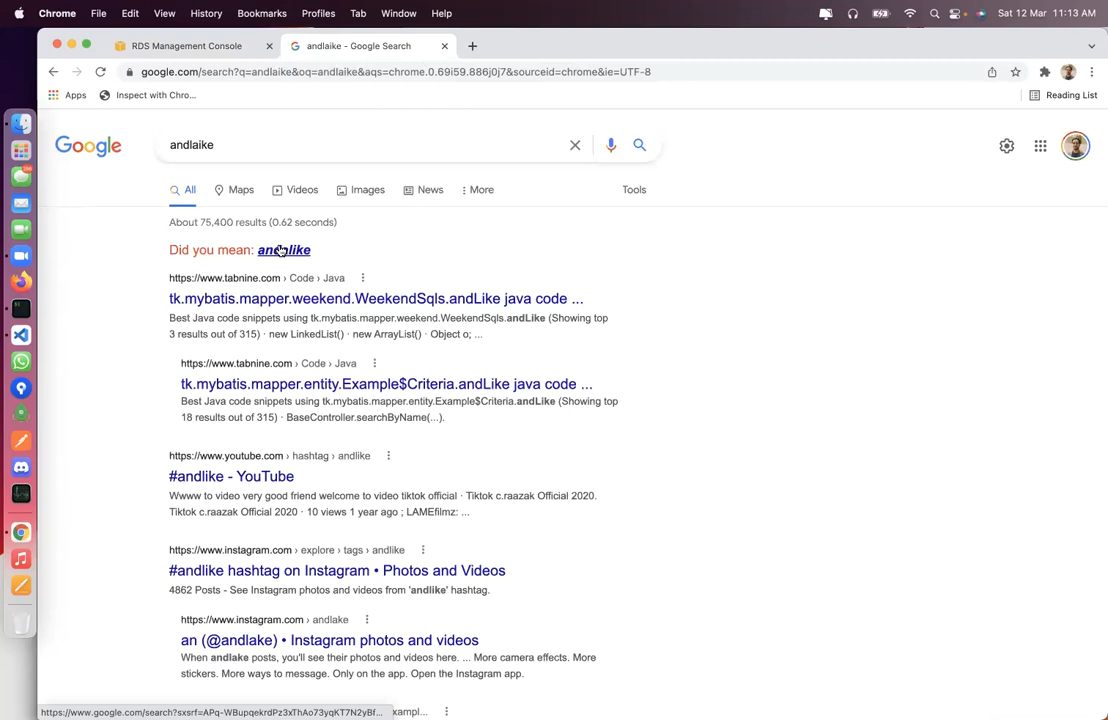 Chrome File Edit View History Bookmarks Profiles Tab Window Help Sat 12 Mar 11:13 AM
RDS Management Console andlaike - Google Search
google.com/search?q=andlaike&oq=andlaike&aqs=chrome.0.69i59.886j0j7&sourceid=chrome&ie=UTF-8
Apps Inspect with Chro... Reading List
Google andlaike
All Maps Videos Images News More Tools
About 75,400 results (0.62 seconds)
Did you mean: andlike
https://www.tabnine.com › Code › Java
tk.mybatis.mapper.weekend.WeekendSqls.andLike java code ...
Best Java code snippets using tk.mybatis.mapper.weekend.WeekendSqls.andLike (Showing top
3 results out of 315) · new LinkedList() · new ArrayList() · Object o; ...
https://www.tabnine.com › Code › Java
tk.mybatis.mapper.entity.Example$Criteria.andLike java code ...
Best Java code snippets using tk.mybatis.mapper.entity.Example$Criteria.andLike (Showing top
18 results out of 315) · BaseController.searchByName(...).
https://www.youtube.com › hashtag › andlike
#andlike - YouTube
Wwww to video very good friend welcome to video tiktok official · Tiktok c.raazak Official 2020.
Tiktok c.raazak Official 2020 · 10 views 1 year ago ; LAMEfilmz: ...
https://www.instagram.com › explore › tags › andlike
#andlike hashtag on Instagram • Photos and Videos
4862 Posts - See Instagram photos and videos from 'andlike' hashtag.
https://www.instagram.com › andlake
an (@andlake) • Instagram photos and videos
When andlake posts, you'll see their photos and videos here. ... More camera effects. More
stickers. More ways to message. Only on the app. Open the Instagram app.
https://www.google.com/search?sxsrf=APq-WBupqekrdPz3xThAo73yqKT7N2yBf... xampl...